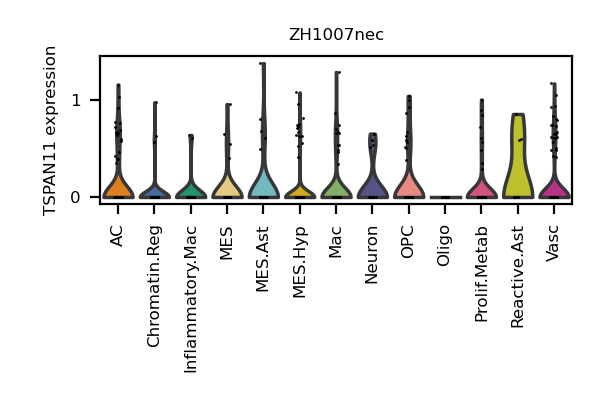 ZH1007nec
TSPAN11 expression
1
0
AC
Chromatin.Reg
Inflammatory.Mac
MES
MES.Ast
MES.Hyp
Mac
Neuron
OPC
Oligo
Prolif.Metab
Reactive.Ast
Vasc